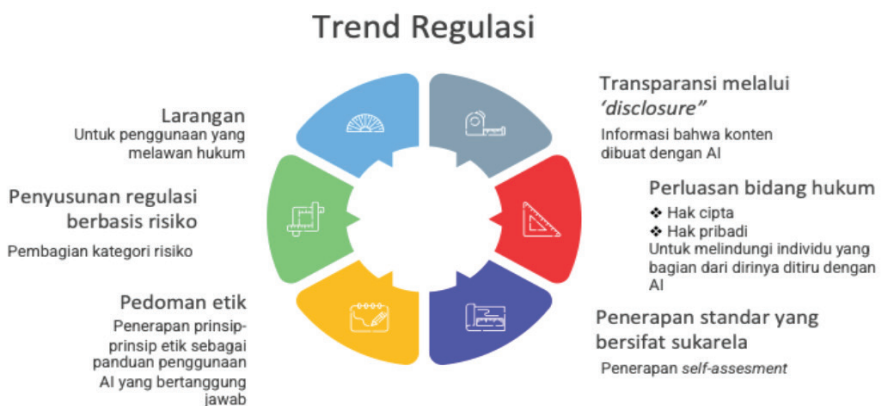 Trend Regulasi
Larangan
Untuk penggunaan yang
melawan hukum
Penyusunan regulasi
berbasis risiko
Pembagian kategori risiko
Pedoman etik
Penerapan prinsip-
prinsip etik sebagai
panduan penggunaan
AI yang bertanggung
jawab
Transparansi melalui
‘disclosure”
Informasi bahwa konten
dibuat dengan AI
Perluasan bidang hukum
❖ Hak cipta
❖ Hak pribadi
Untuk melindungi individu yang
bagian dari dirinya ditiru dengan
AI
Penerapan standar yang
bersifat sukarela
Penerapan self-assesment